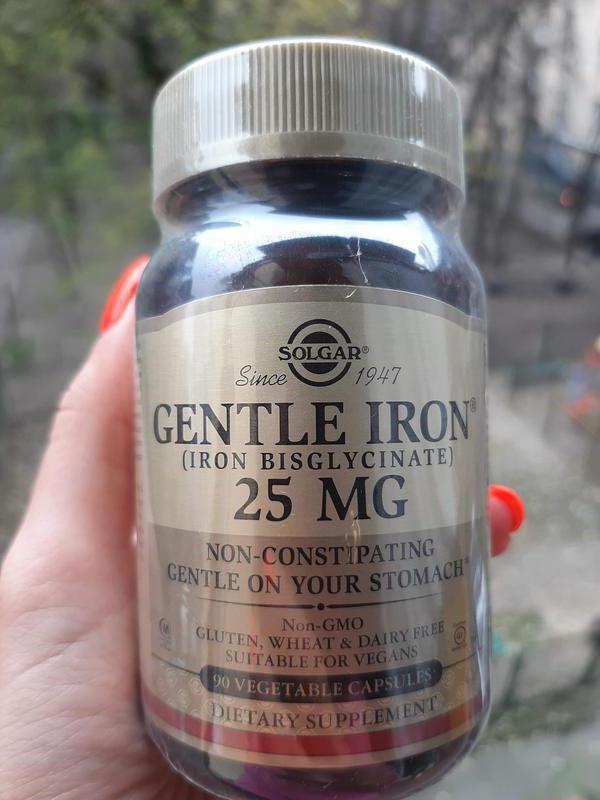 SOLGAR®
Since 1947
GENTLE IRON®
(IRON BISGLYCINATE)
25 MG
NON-CONSTIPATING
GENTLE ON YOUR STOMACH*
Non-GMO
GLUTEN, WHEAT & DAIRY FREE
SUITABLE FOR VEGANS
90 VEGETABLE CAPSULES
DIETARY SUPPLEMENT